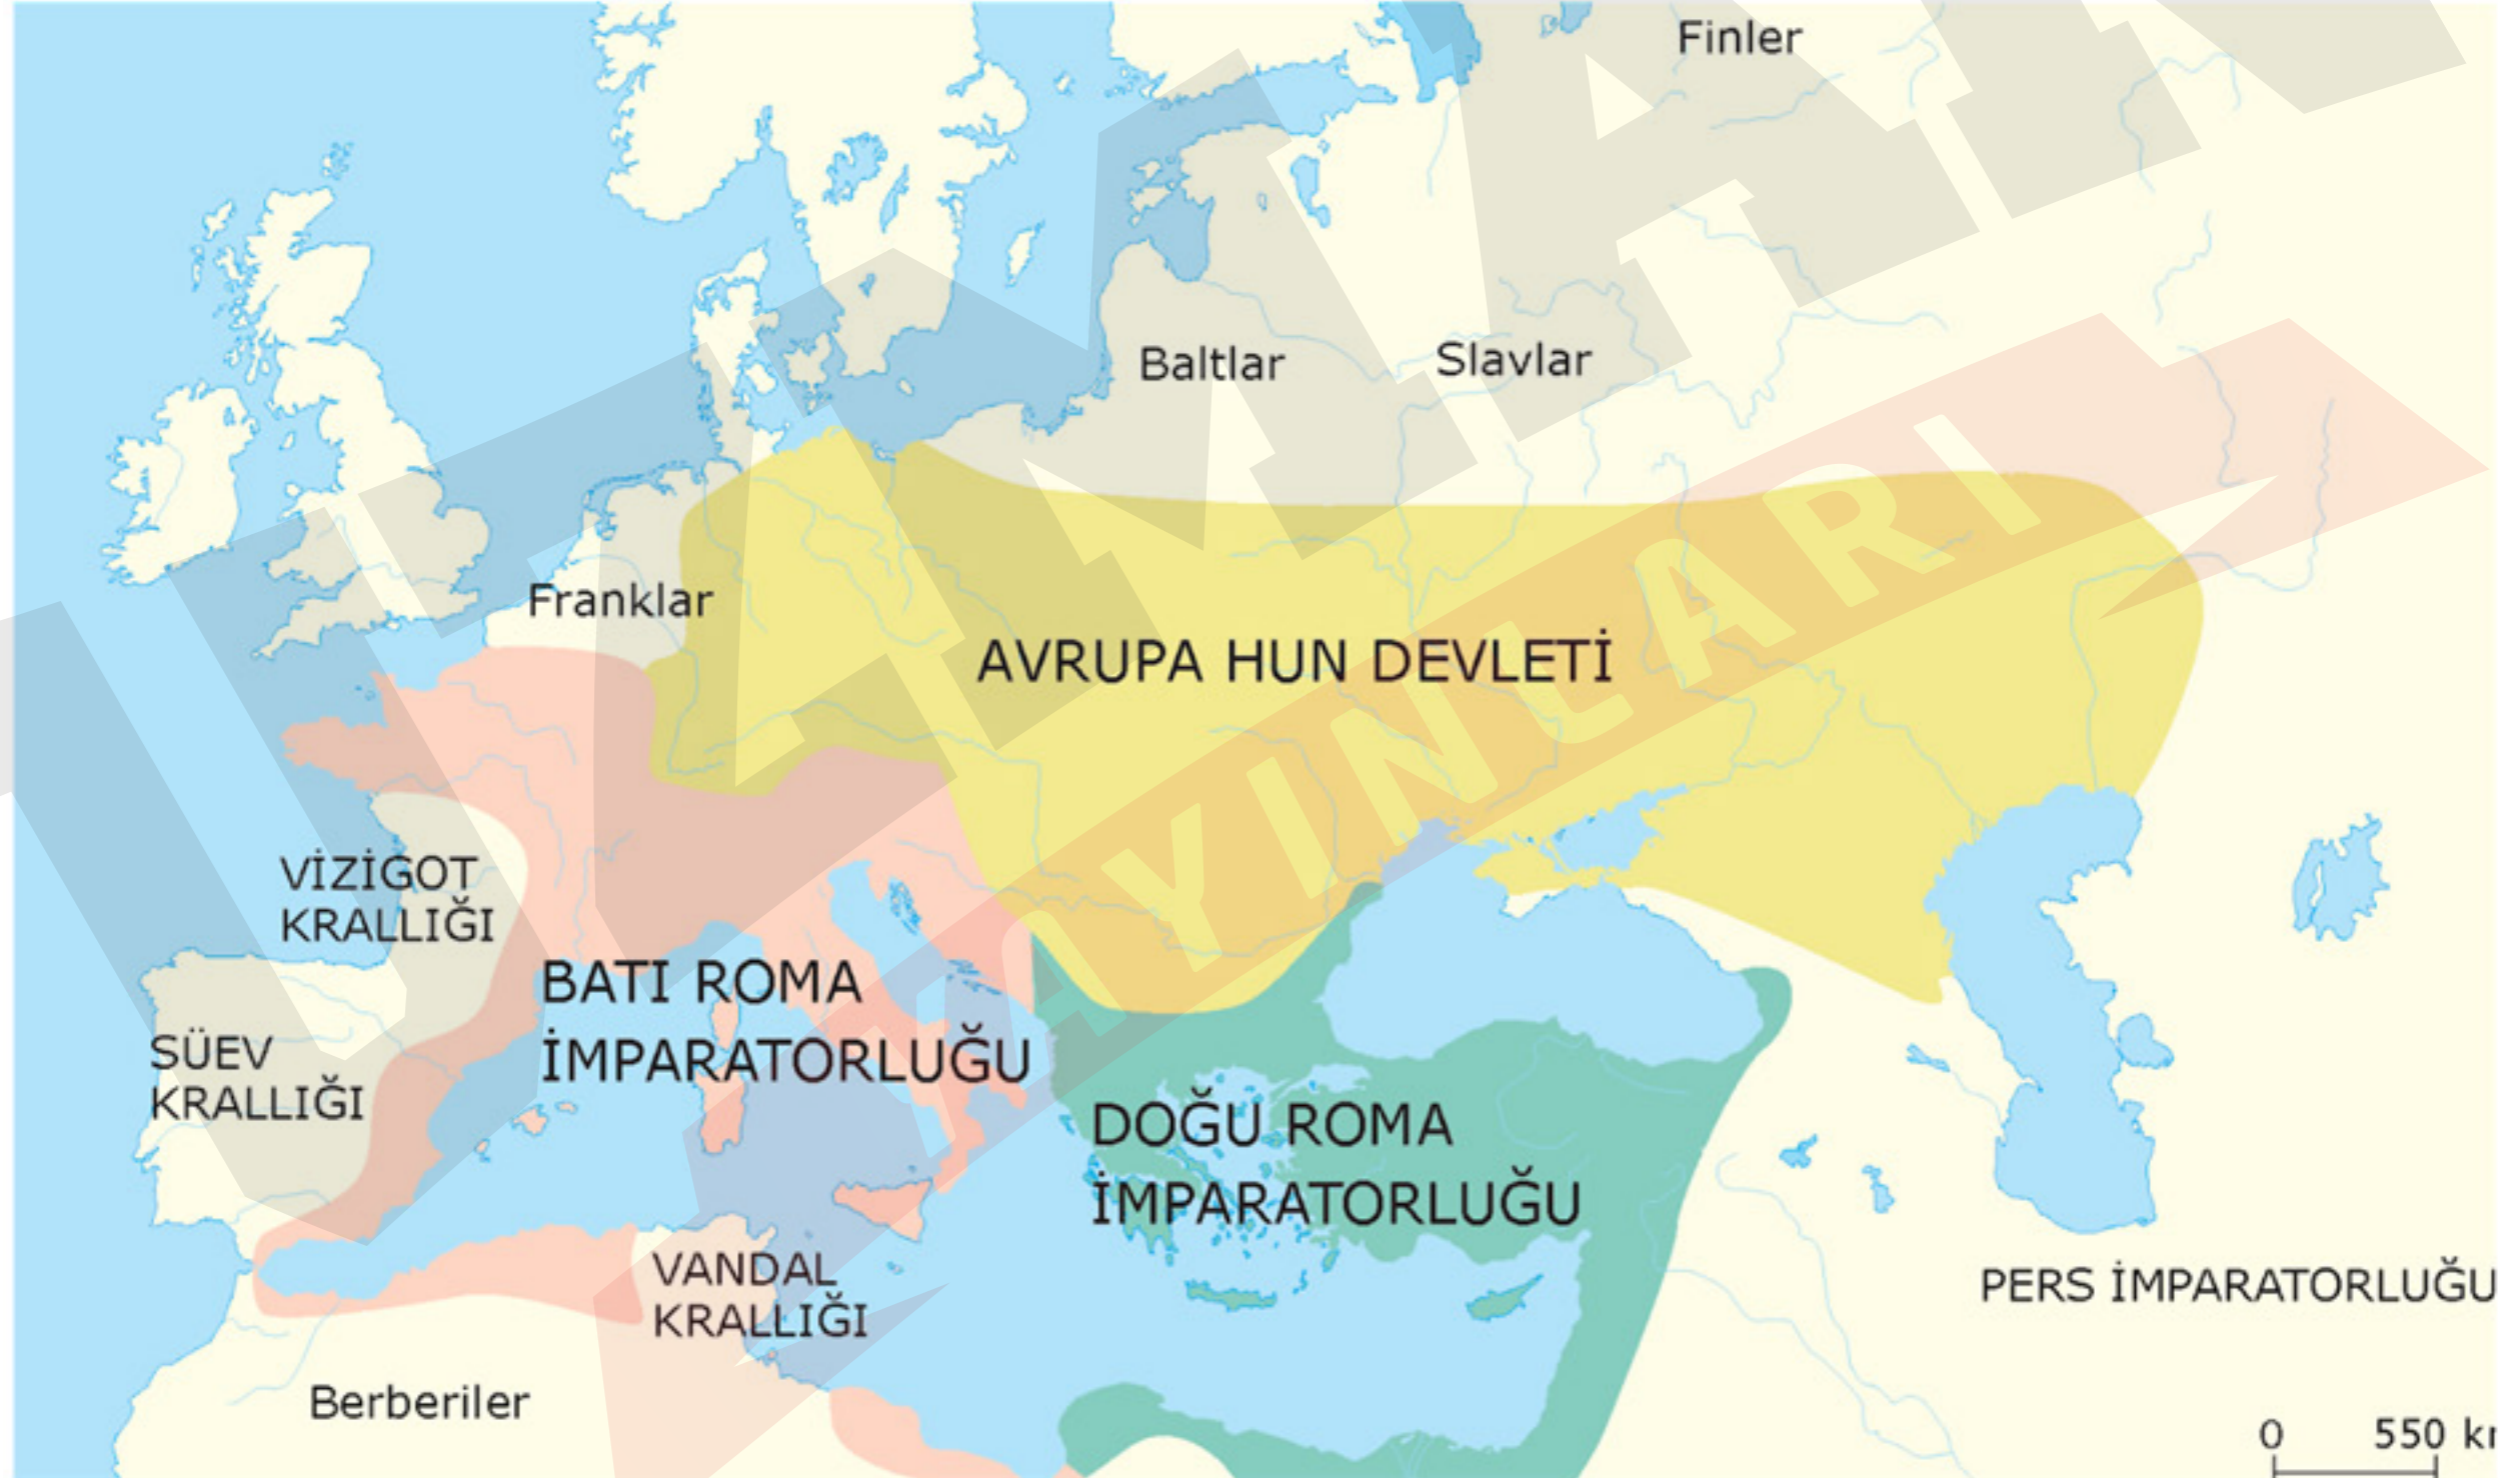 Finler
Baltlar
Slavlar
Franklar
AVRUPA HUN DEVLETİ
VİZİGOT
KRALLIĞI
BATI ROMA
İMPARATORLUĞU
SÜEV
KRALLIĞI
DOĞU ROMA
İMPARATORLUĞU
VANDAL
KRALLIĞI
PERS İMPARATORLUĞU
Berberiler
0 550 k
YAYINLARI